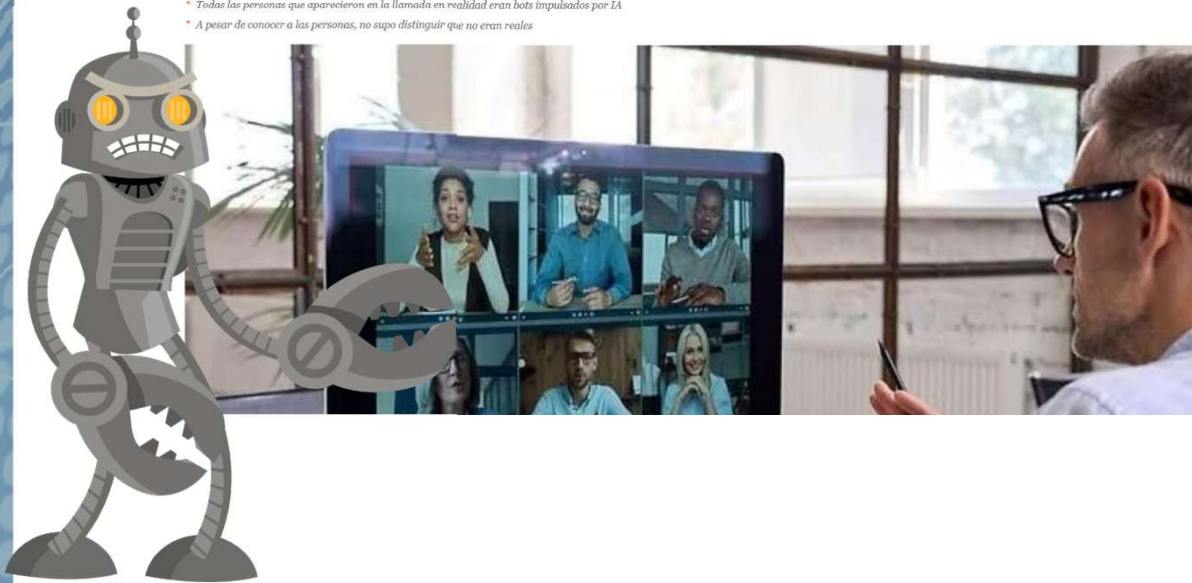 * Todas las personas que aparecieron en la llamada en realidad eran bots impulsados por IA
* A pesar de conocer a las personas, no supo distinguir que no eran reales